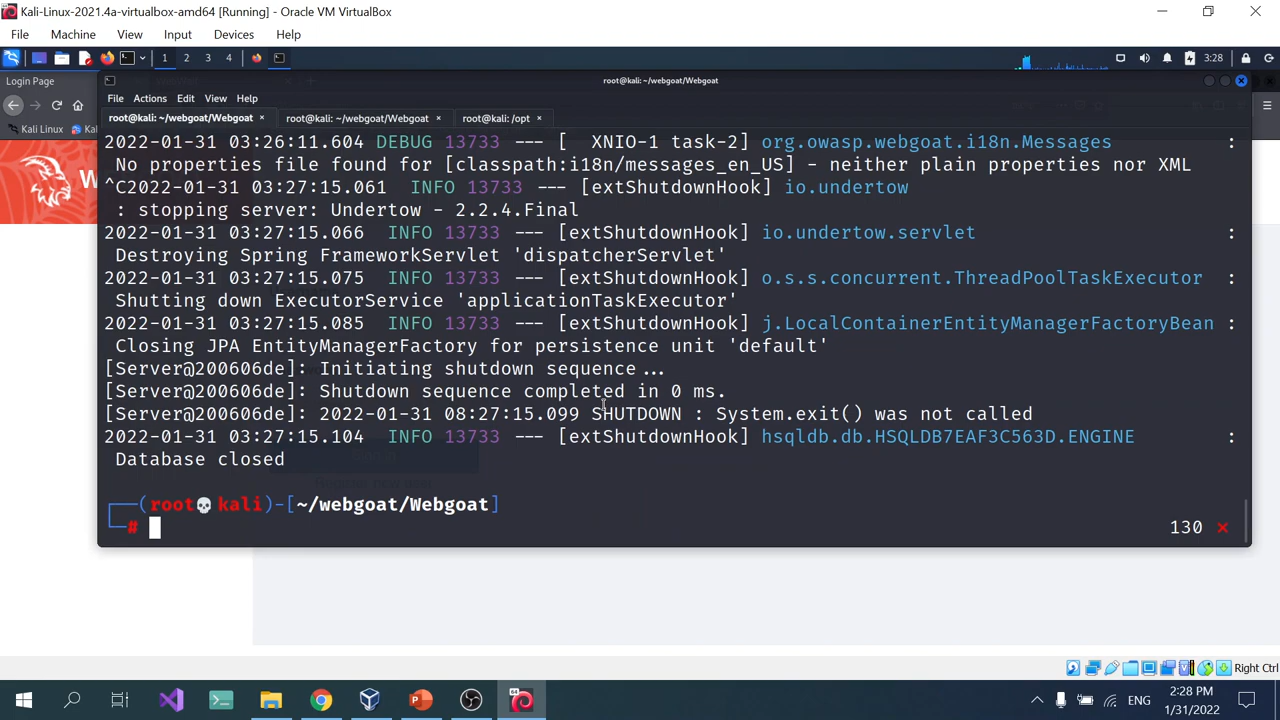 Kali-Linux-2021.4a-virtualbox-amd64 [Running] - Oracle VM VirtualBox
File Machine View Input Devices Help
1 2 3 4 3:28
Login Page
root@kali: ~/webgoat/Webgoat
File Actions Edit View Help
Kali Linux
root@kali: ~/webgoat/Webgoat × root@kali: ~/webgoat/Webgoat × root@kali: /opt ×
2022-01-31 03:26:11.604 DEBUG 13733 --- [ XNIO-1 task-2] org.owasp.webgoat.i18n.Messages :
No properties file found for [classpath:i18n/messages_en_US] - neither plain properties nor XML
^C2022-01-31 03:27:15.061 INFO 13733 --- [extShutdownHook] io.undertow
: stopping server: Undertow - 2.2.4.Final
2022-01-31 03:27:15.066 INFO 13733 --- [extShutdownHook] io.undertow.servlet :
Destroying Spring FrameworkServlet 'dispatcherServlet'
2022-01-31 03:27:15.075 INFO 13733 --- [extShutdownHook] o.s.s.concurrent.ThreadPoolTaskExecutor :
Shutting down ExecutorService 'applicationTaskExecutor'
2022-01-31 03:27:15.085 INFO 13733 --- [extShutdownHook] j.LocalContainerEntityManagerFactoryBean :
Closing JPA EntityManagerFactory for persistence unit 'default'
[Server@200606de]: Initiating shutdown sequence...
[Server@200606de]: Shutdown sequence completed in 0 ms.
[Server@200606de]: 2022-01-31 08:27:15.099 SHUTDOWN : System.exit() was not called
2022-01-31 03:27:15.104 INFO 13733 --- [extShutdownHook] hsqldb.db.HSQLDB7EAF3C563D.ENGINE :
Database closed
Register new user
(root💀kali)-[~/webgoat/Webgoat]
# 130 ×
Right Ctrl
ENG
2:28 PM
1/31/2022